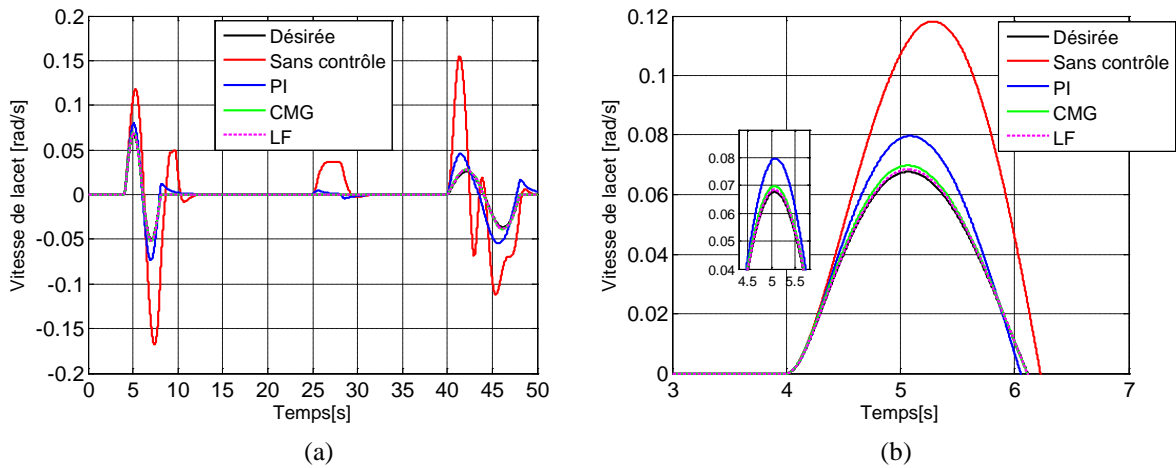 0.2
0.15
0.1
0.05
0
-0.05
-0.1
-0.15
-0.2
Vitesse de lacet [rad/s]
Désirée
Sans contrôle
PI
CMG
LF
0 5 10 15 20 25 30 35 40 45 50
Temps[s]
(a)
0.12
0.1
0.08
0.06
0.04
0.02
0
Vitesse de lacet [rad/s]
Désirée
Sans contrôle
PI
CMG
LF
0.08
0.07
0.06
0.05
0.04
4.5 5 5.5
3 4 5 6 7
Temps[s]
(b)